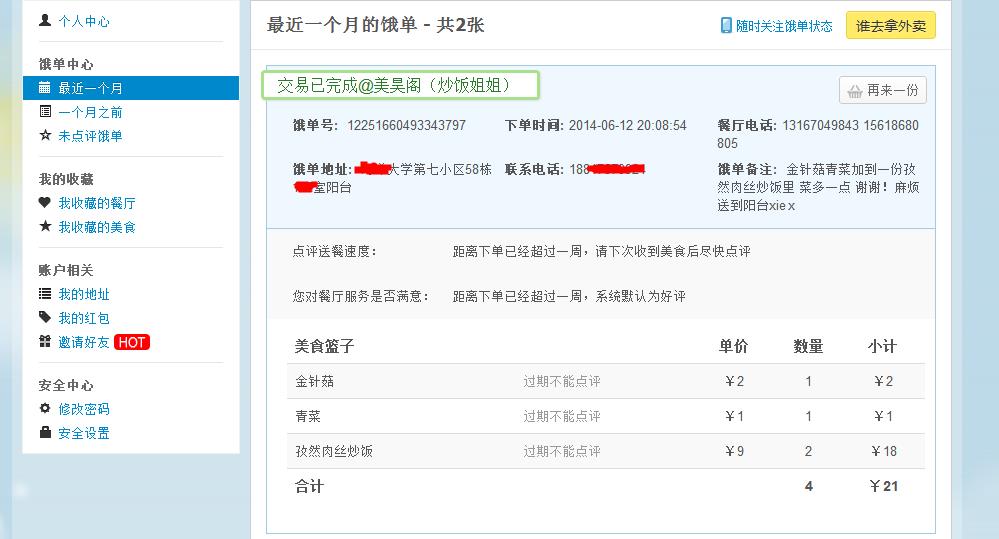 个人中心
饿单中心
最近一个月
一个月之前
未点评饿单
我的收藏
我收藏的餐厅
我收藏的美食
账户相关
我的地址
我的红包
邀请好友 HOT
安全中心
修改密码
安全设置
最近一个月的饿单 - 共2张
随时关注饿单状态
谁去拿外卖
交易已完成@美昊阁（炒饭姐姐）
再来一份
饿单号: 12251660493343797
下单时间: 2014-06-12 20:08:54
餐厅电话: 13167049843 15618680
805
饿单地址:
大学第七小区58栋
室阳台
联系电话: 188
饿单备注: 金针菇青菜加到一份孜
然肉丝炒饭里 菜多一点 谢谢！麻烦
送到阳台xiex
点评送餐速度： 距离下单已经超过一周，请下次收到美食后尽快点评
您对餐厅服务是否满意： 距离下单已经超过一周，系统默认为好评
美食篮子 单价 数量 小计
金针菇 过期不能点评 ￥2 1 ￥2
青菜 过期不能点评 ￥1 1 ￥1
孜然肉丝炒饭 过期不能点评 ￥9 2 ￥18
合计 4 ￥21